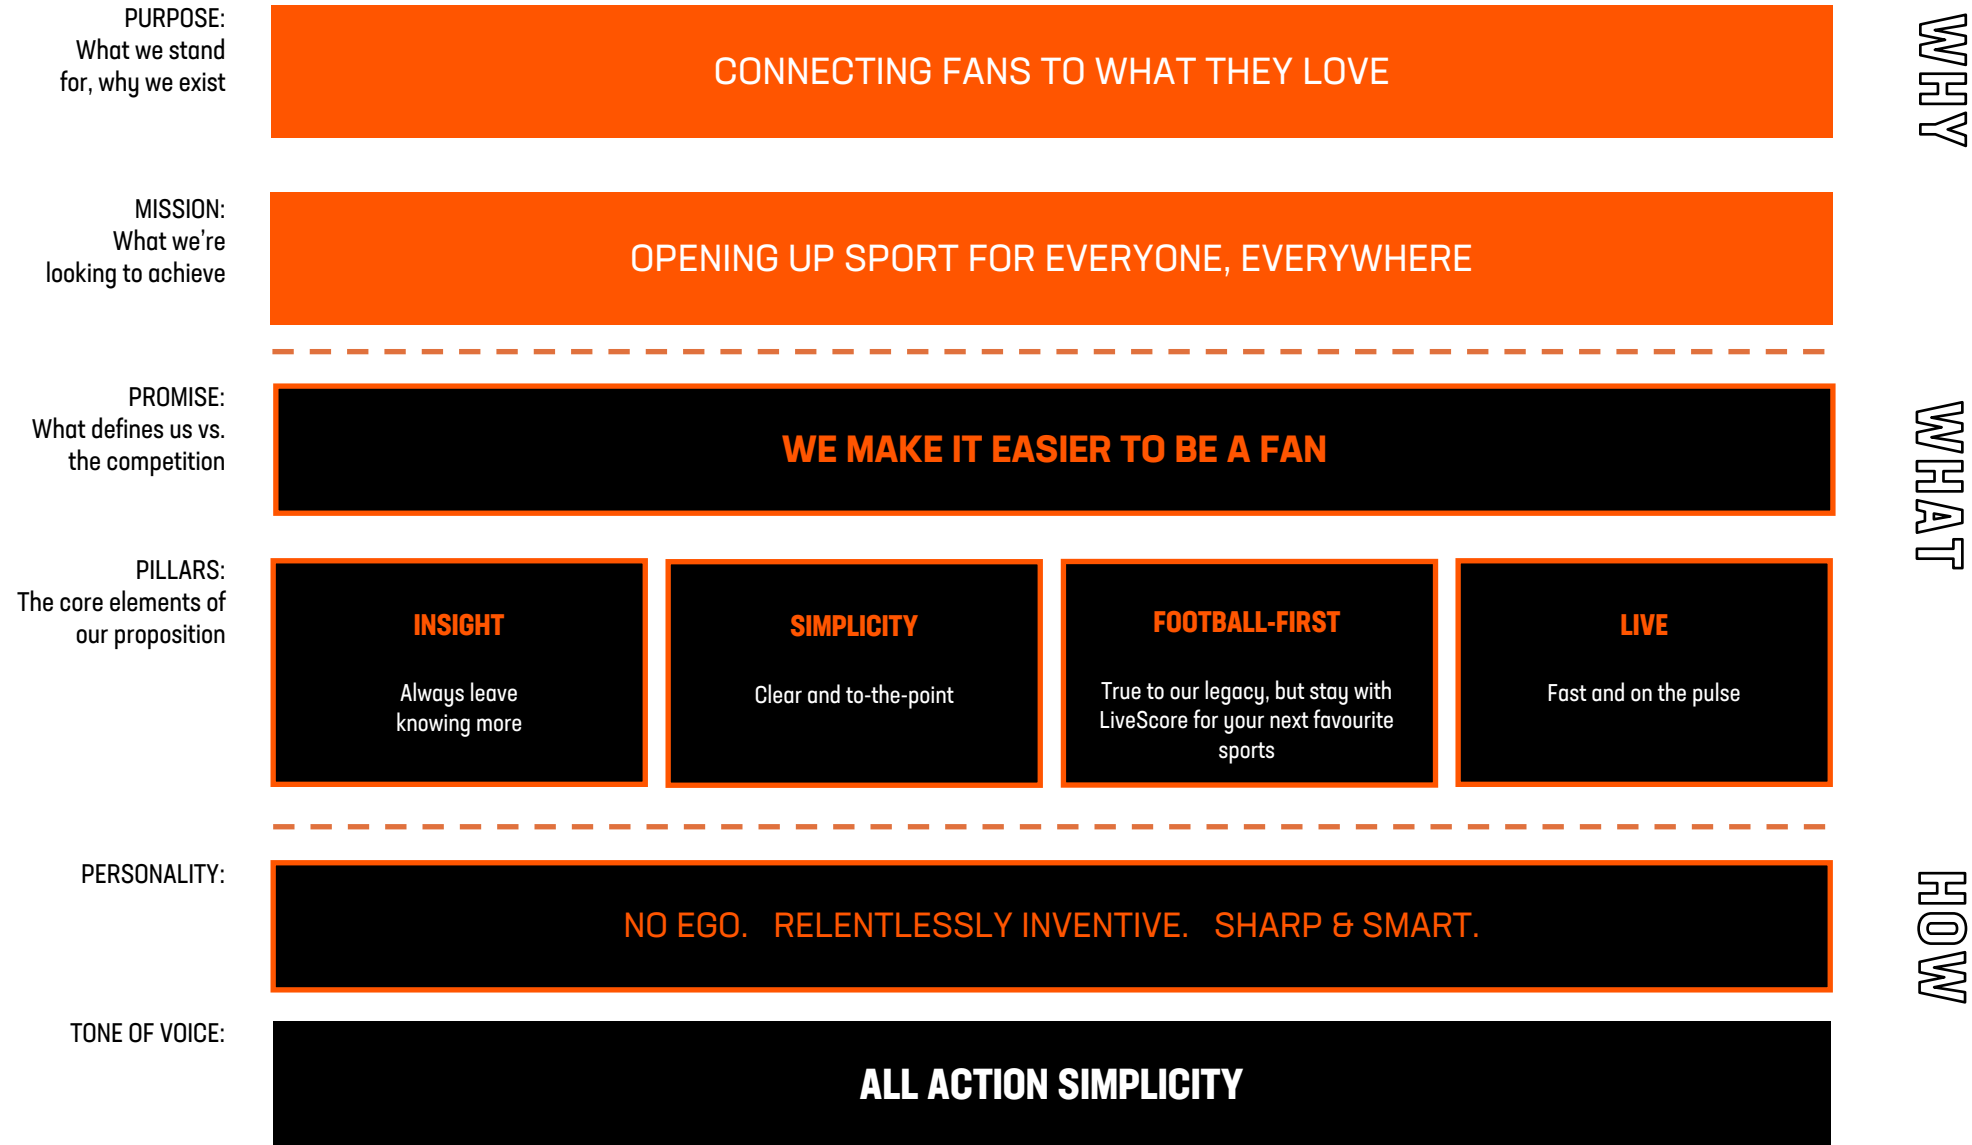 PURPOSE:
What we stand
for, why we exist
CONNECTING FANS TO WHAT THEY LOVE
WHY
MISSION:
What we're
looking to achieve
OPENING UP SPORT FOR EVERYONE, EVERYWHERE
PROMISE:
What defines us vs.
the competition
WE MAKE IT EASIER TO BE A FAN
WHAT
PILLARS:
The core elements of
our proposition
INSIGHT
Always leave
knowing more
SIMPLICITY
Clear and to-the-point
FOOTBALL-FIRST
True to our legacy, but stay with
LiveScore for your next favourite
sports
LIVE
Fast and on the pulse
PERSONALITY:
NO EGO. RELENTLESSLY INVENTIVE. SHARP & SMART.
HOW
TONE OF VOICE:
ALL ACTION SIMPLICITY